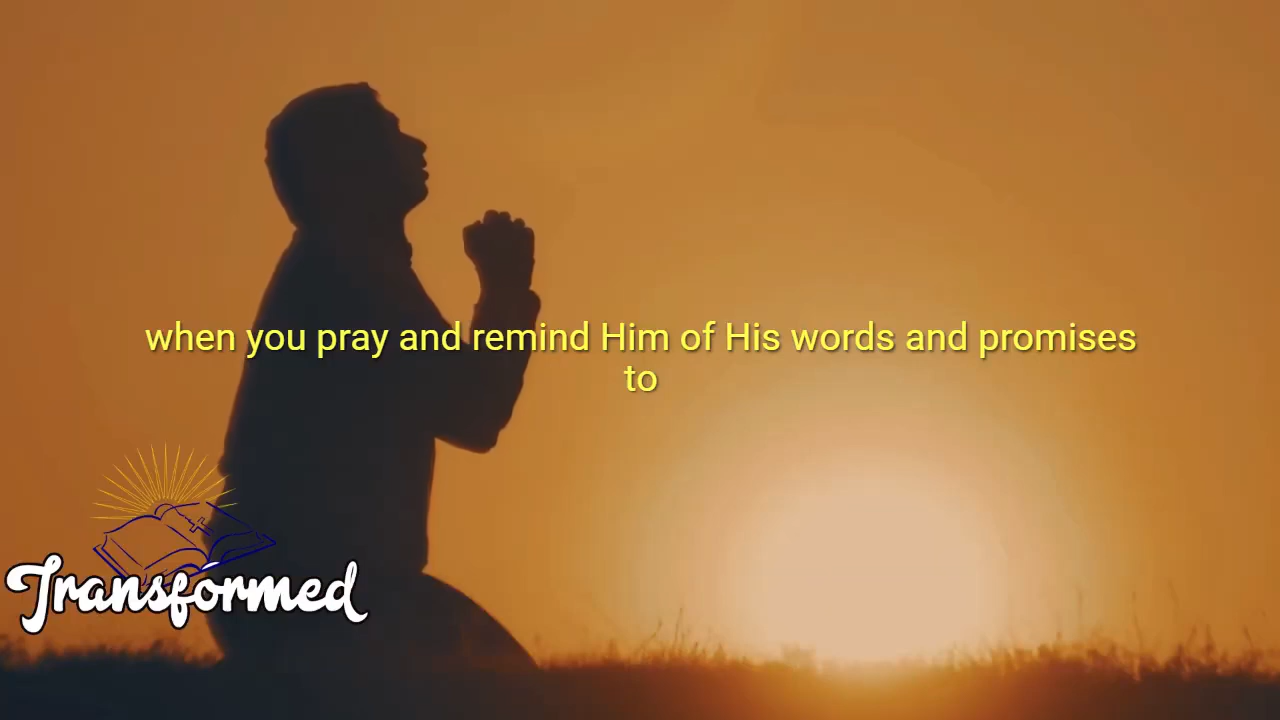 when you pray and remind Him of His words and promises
to
Transformed